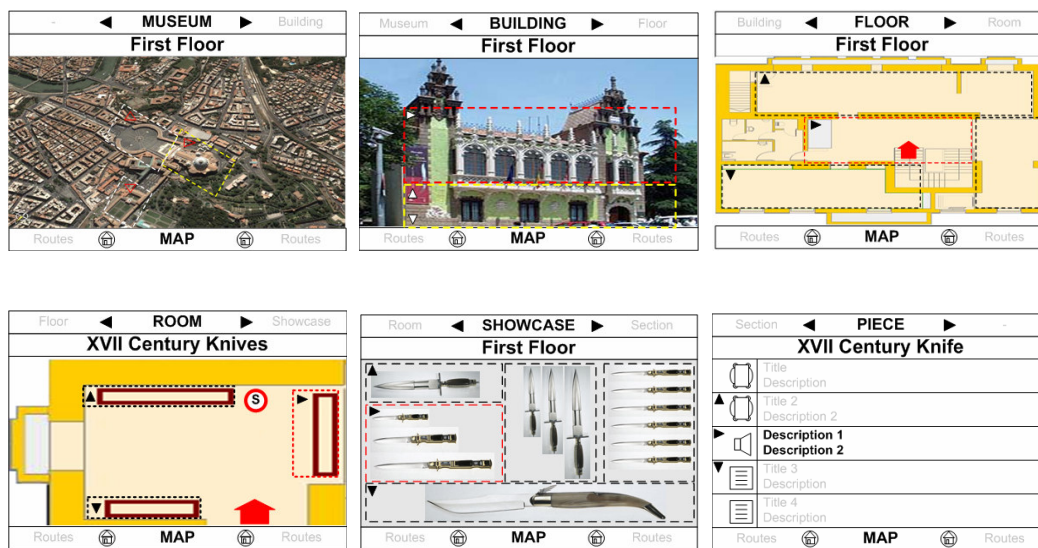 - MUSEUM Building
First Floor
Routes MAP Routes
Museum BUILDING Floor
First Floor
Routes MAP Routes
Building FLOOR Room
First Floor
Routes MAP Routes
Floor ROOM Showcase
XVII Century Knives
S
Routes MAP Routes
Room SHOWCASE Section
First Floor
Routes MAP Routes
Section PIECE -
XVII Century Knife
Title
Description
Title 2
Description 2
Description 1
Description 2
Title 3
Description
Title 4
Description
Routes MAP Routes